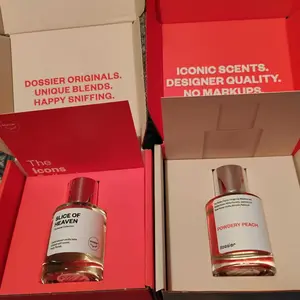 DOSSIER ORIGINALS.
UNIQUE BLENDS.
HAPPY SNIFFING.
ICONIC SCENTS.
DESIGNER QUALITY.
NO MARKUPS.
The
Icons
SLICE OF
HEAVEN
POWDERY PEACH
dossier